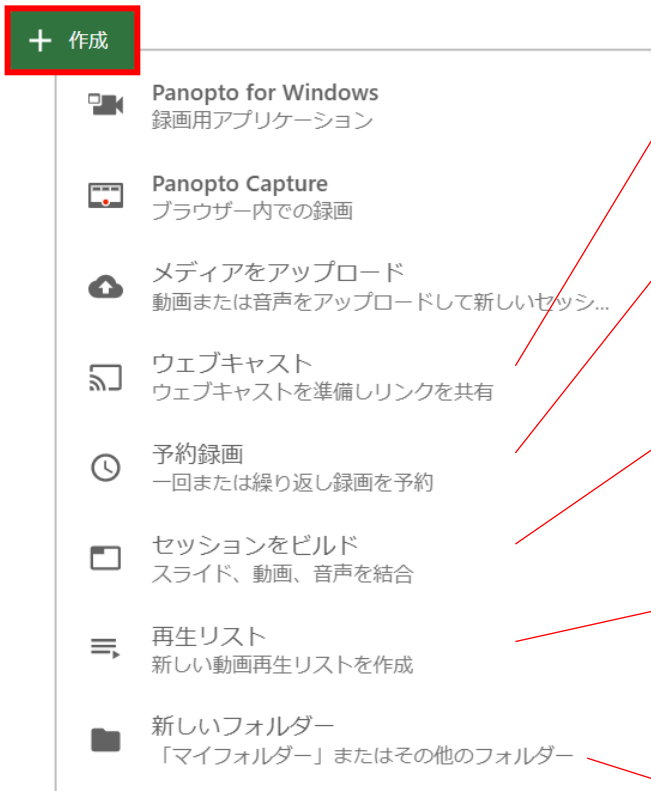 + 作成
Panopto for Windows
録画用アプリケーション
Panopto Capture
ブラウザー内での録画
メディアをアップロード
動画または音声をアップロードして新しいセッシ...
ウェブキャスト
ウェブキャストを準備しリンクを共有
予約録画
一回または繰り返し録画を予約
セッションをビルド
スライド、動画、音声を結合
再生リスト
新しい動画再生リストを作成
新しいフォルダー
「マイフォルダー」またはその他のフォルダー